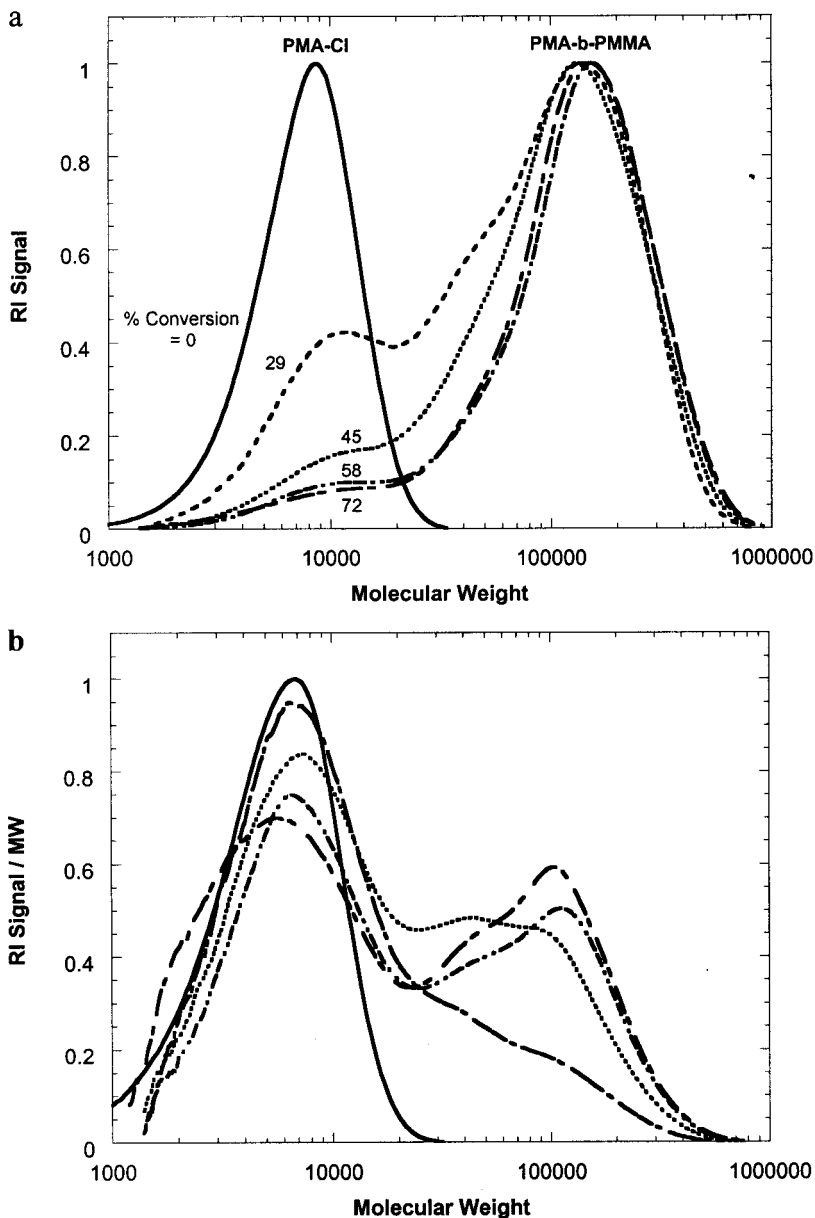 a
PMA-Cl
PMA-b-PMMA
1
0.8
0.6
0.4
0.2
0
RI Signal
% Conversion
= 0
29
45
58
72
1000
10000
100000
1000000
Molecular Weight
b
1
0.8
0.6
0.4
0.2
0
RI Signal / MW
1000
10000
100000
1000000
Molecular Weight